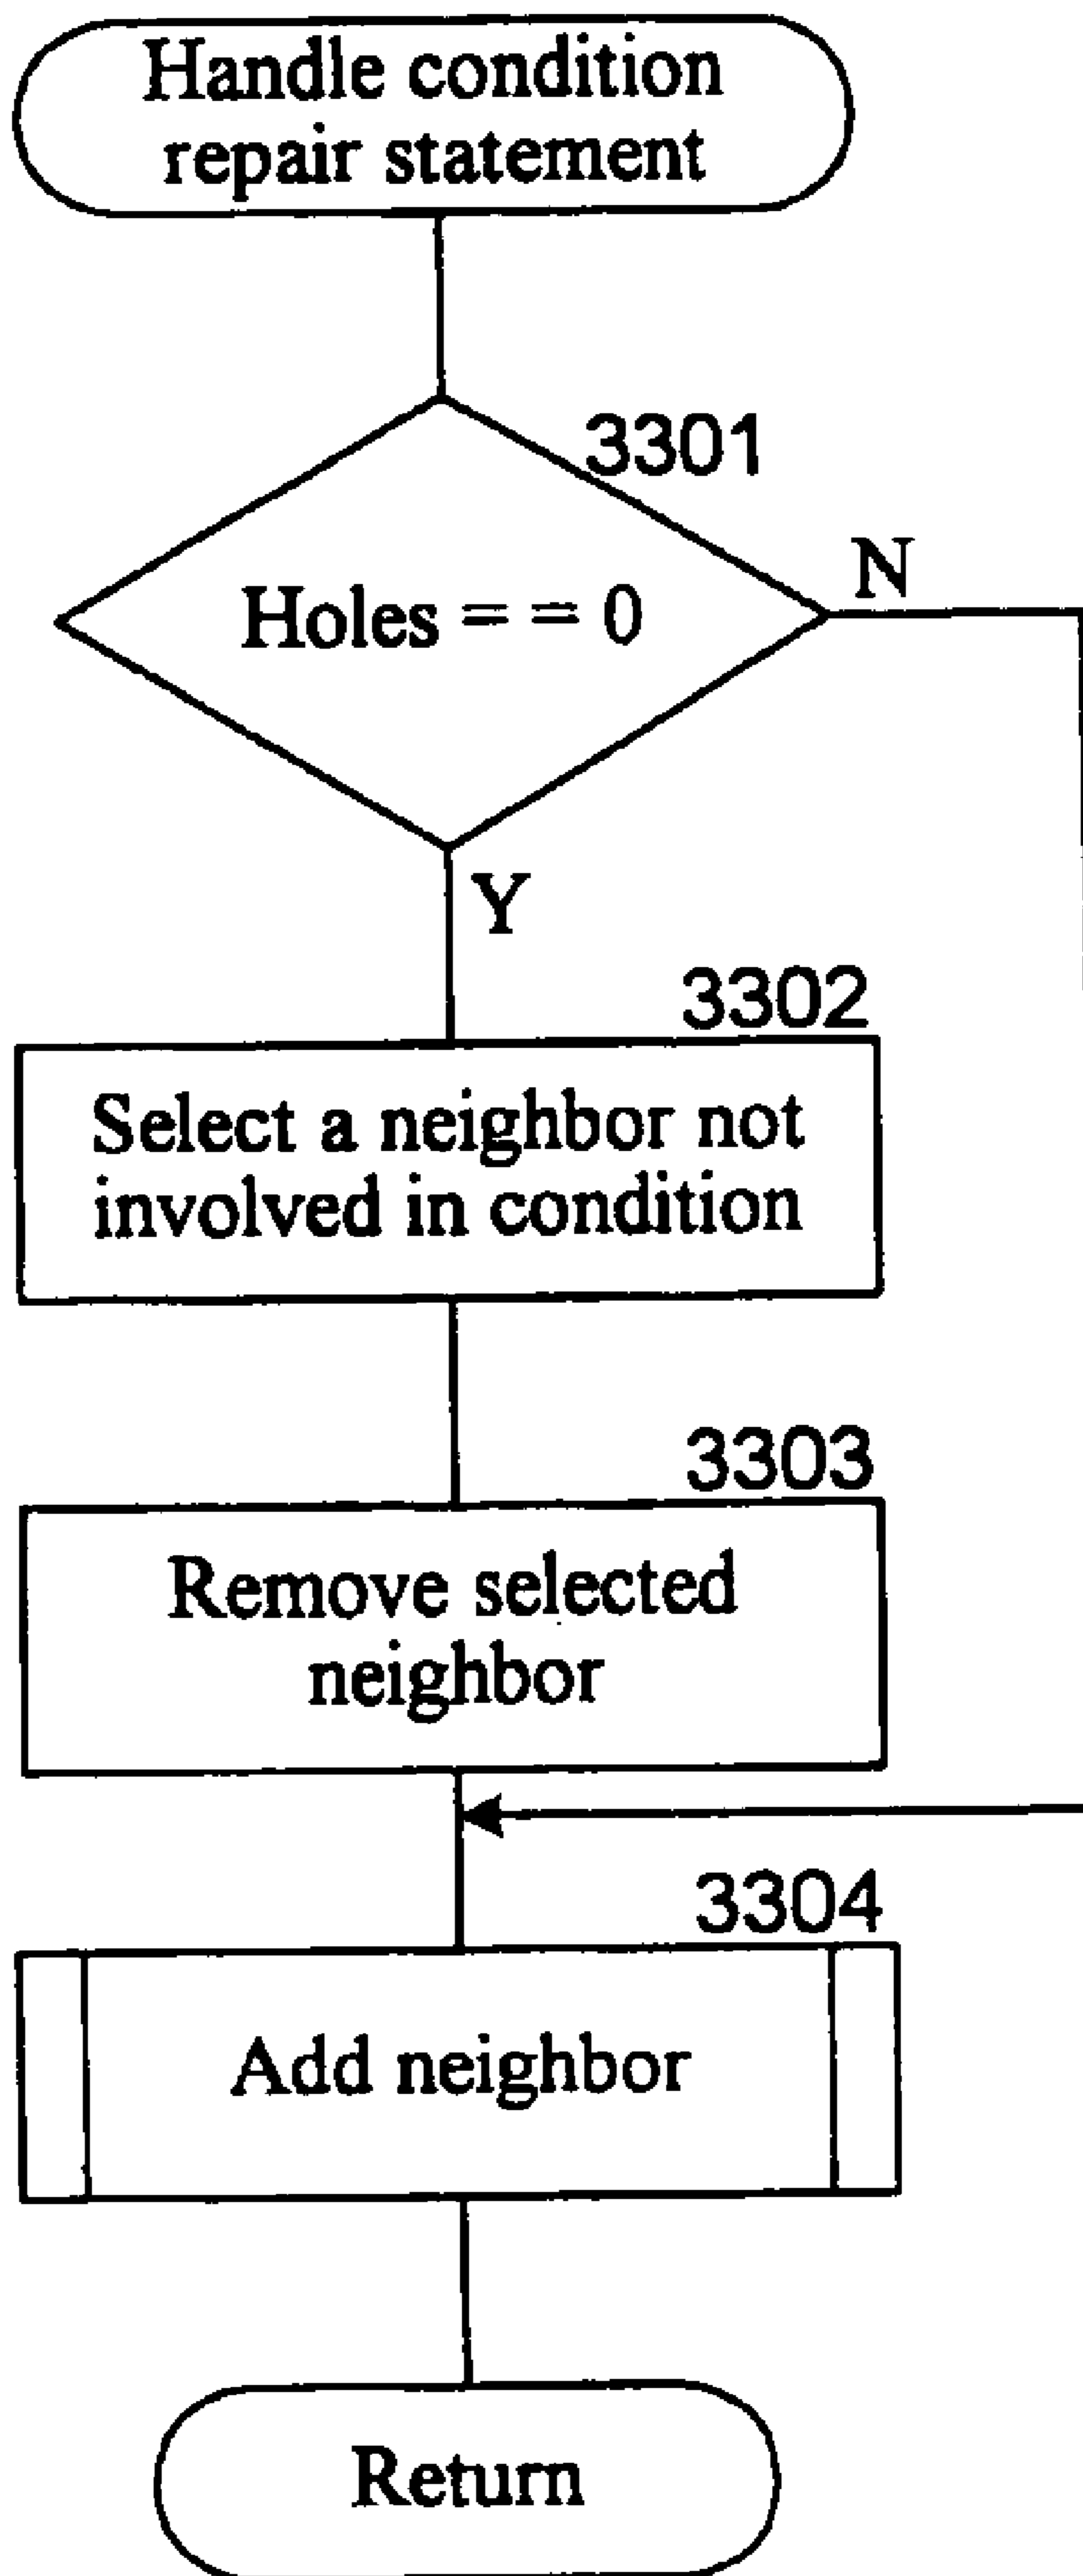 Handle condition
repair statement
3301
N
Holes = = 0
Y
3302
Select a neighbor not
involved in condition
3303
Remove selected
neighbor
3304
Add neighbor
Return